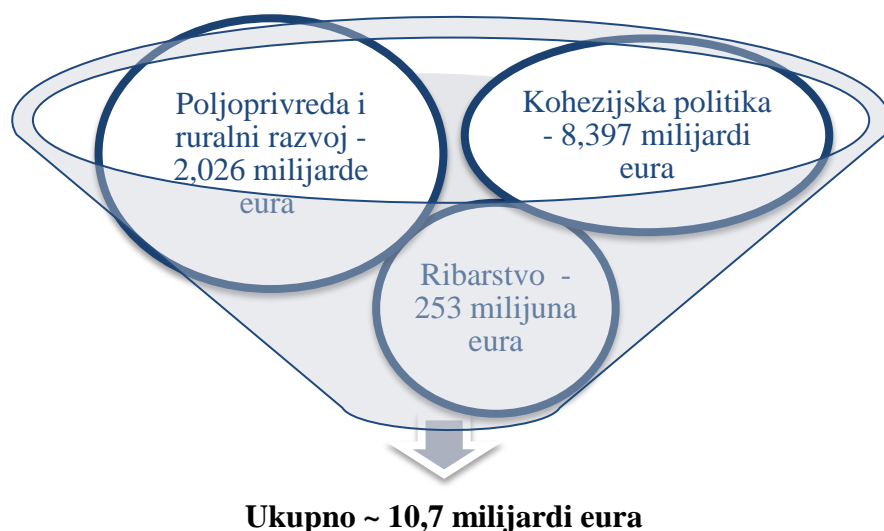 Poljoprivreda i
ruralni razvoj -
2,026 milijarde
eura
Kohezijska politika
- 8,397 milijardi
eura
Ribarstvo -
253 milijuna
eura
Ukupno ~ 10,7 milijardi eura